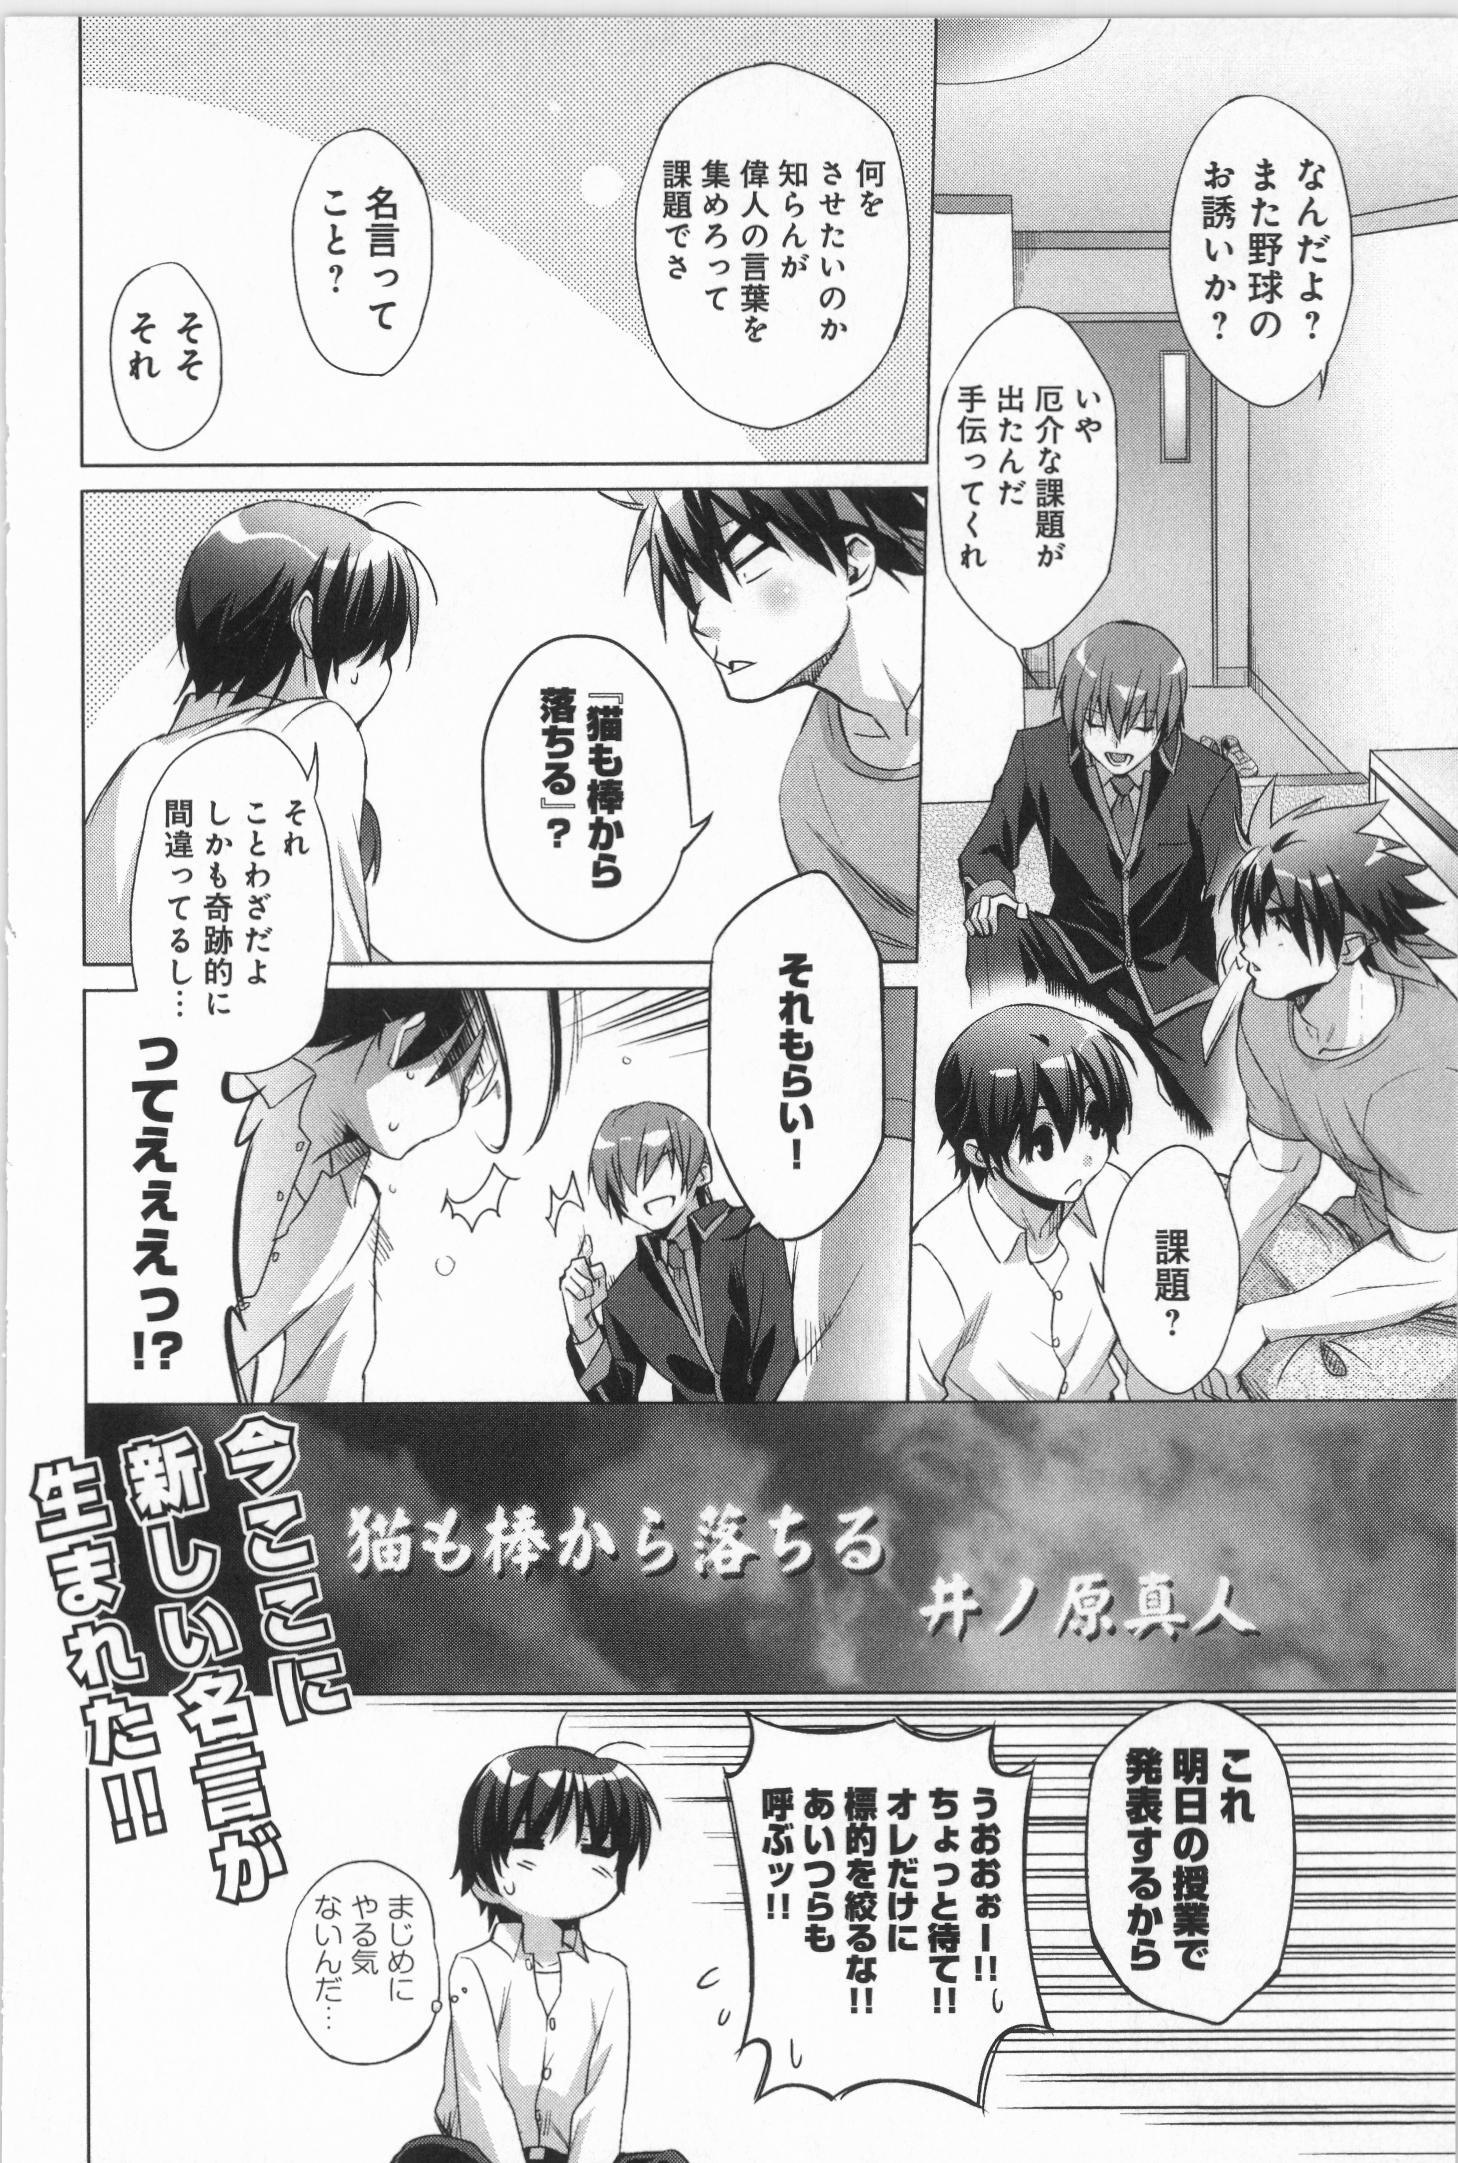 なんだよ?
また野球の
お誘いか?
いや
厄介な課題が
出たんだ
手伝ってくれ
課題?
何を
させたいのか
知らんが
偉人の言葉を
集めろって
課題でさ
名言って
こと?
そそ
それ
『猫も棒から
落ちる』?
それ
ことわざだよ
しかも奇跡的に
間違ってるし…
それもらい!
ってえぇぇえっ!?
猫も棒から落ちる
井ノ原真人
今ここに
新しい名言が
生まれた!!
これ
明日の授業で
発表するから
うおおぉー!!
ちょっと待て!!
オレだけに
標的を絞るな!!
あいつらも
呼ぶッ!!
まじめに
やる気
ないんだ…